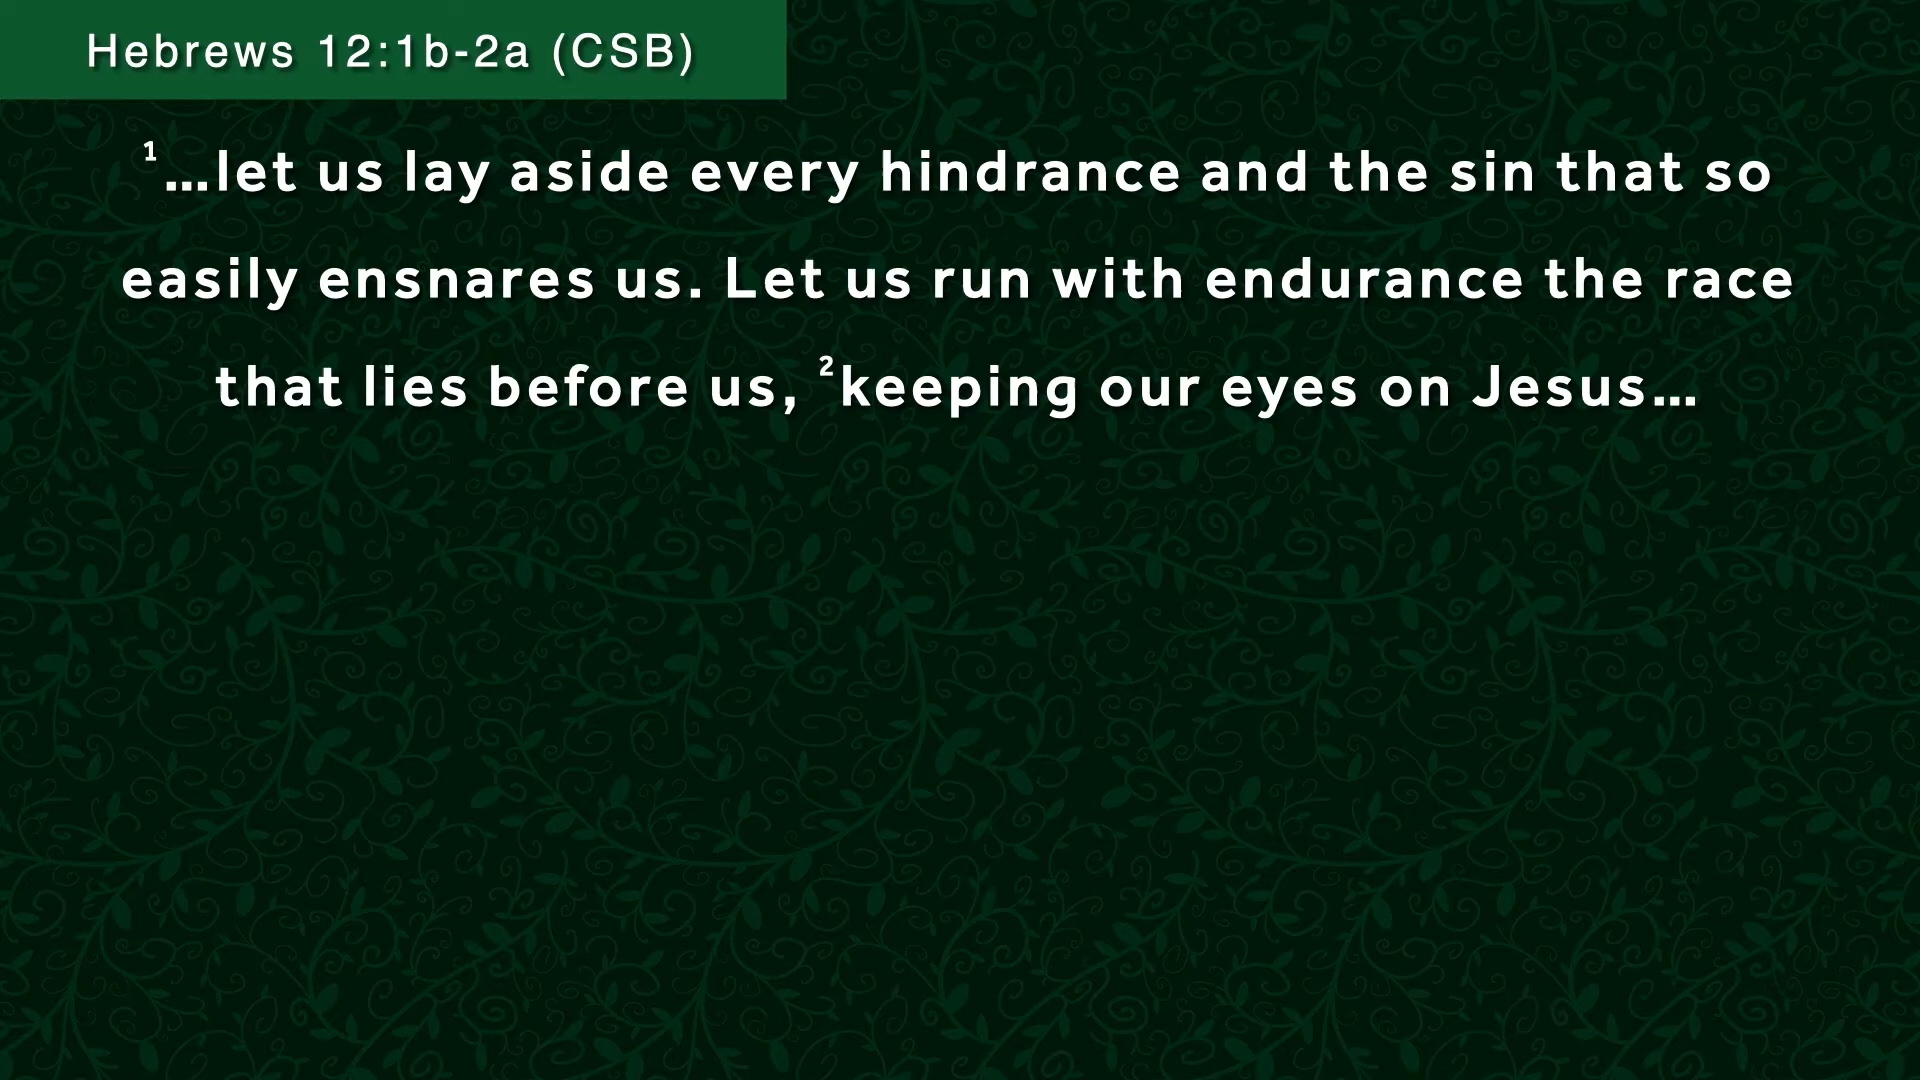 Hebrews 12:1b-2a (CSB)
¹…let us lay aside every hindrance and the sin that so
easily ensnares us. Let us run with endurance the race
that lies before us, ²keeping our eyes on Jesus…